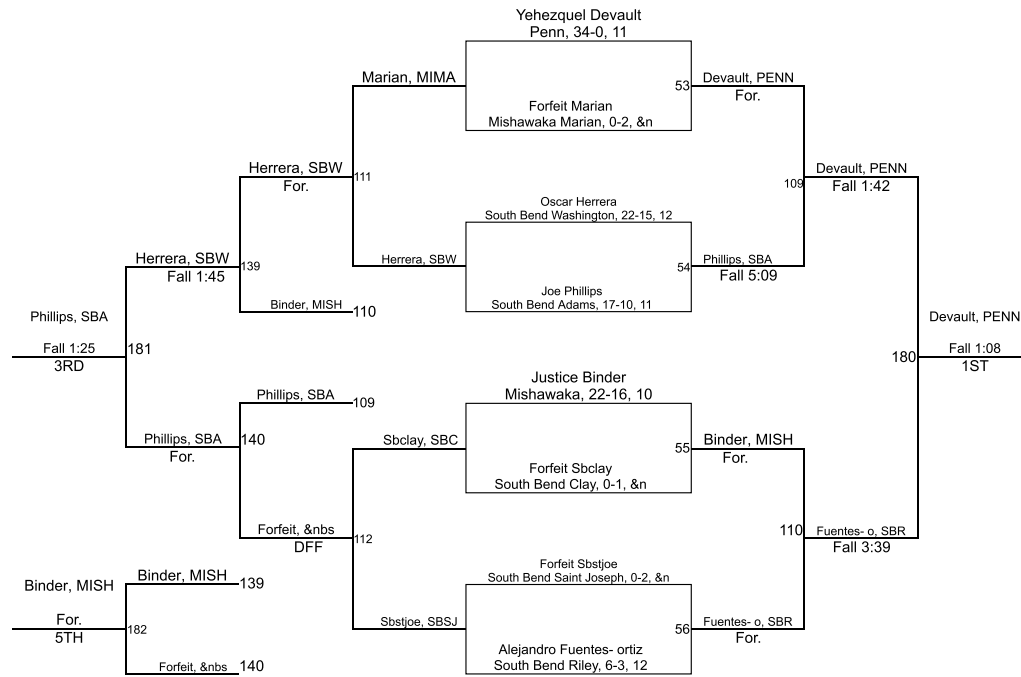 Yehezquel Devault
Penn, 34-0, 11
Marian, MIMA
53
Devault, PENN
For.
Forfeit Marian
Mishawaka Marian, 0-2, &n
Herrera, SBW
For.
111
109
Devault, PENN
Fall 1:42
Oscar Herrera
South Bend Washington, 22-15, 12
Herrera, SBW
Fall 1:45
139
Herrera, SBW
54
Phillips, SBA
Fall 5:09
Joe Phillips
South Bend Adams, 17-10, 11
Binder, MISH
110
Phillips, SBA
Fall 1:25
3RD
181
Devault, PENN
180
Fall 1:08
1ST
Justice Binder
Mishawaka, 22-16, 10
Phillips, SBA
109
Phillips, SBA
For.
140
Sbclay, SBC
55
Binder, MISH
For.
Forfeit Sbclay
South Bend Clay, 0-1, &n
Forfeit, &nbs
DFF
112
110
Fuentes- o, SBR
Fall 3:39
Forfeit Sbstjoe
South Bend Saint Joseph, 0-2, &n
Binder, MISH
For.
5TH
Binder, MISH
139
182
Forfeit, &nbs
140
Sbstjoe, SBSJ
56
Fuentes- o, SBR
For.
Alejandro Fuentes- ortiz
South Bend Riley, 6-3, 12